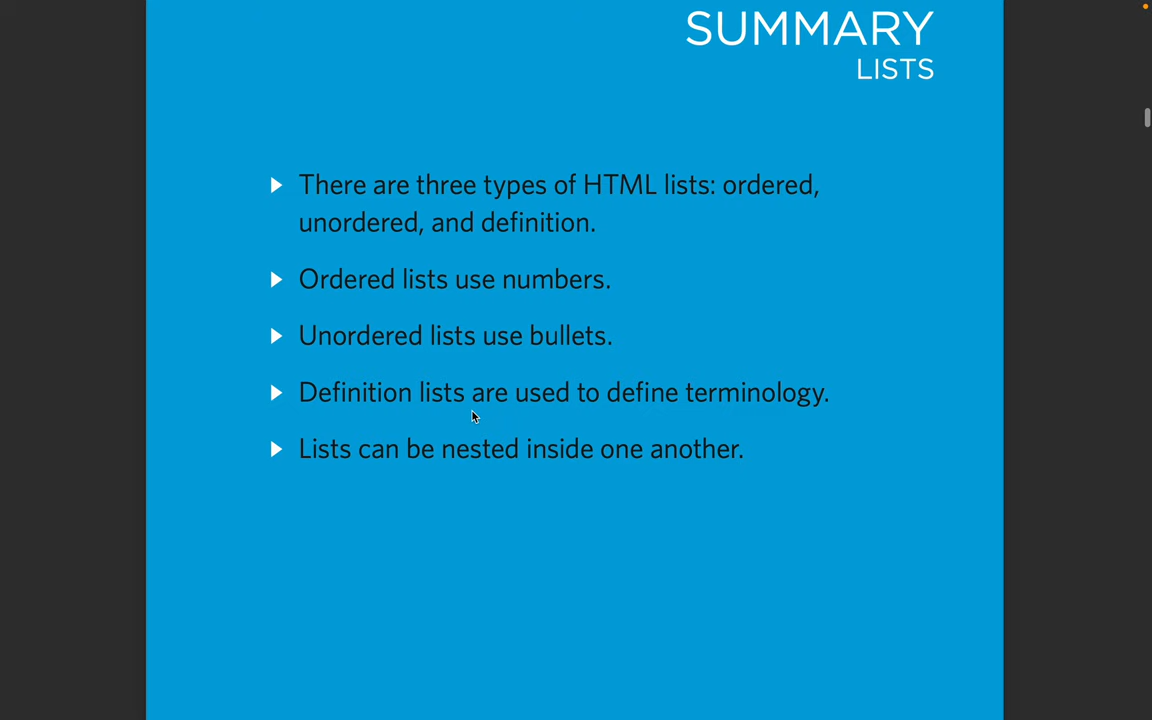 SUMMARY
LISTS
There are three types of HTML lists: ordered,
unordered, and definition.
Ordered lists use numbers.
Unordered lists use bullets.
Definition lists are used to define terminology.
Lists can be nested inside one another.